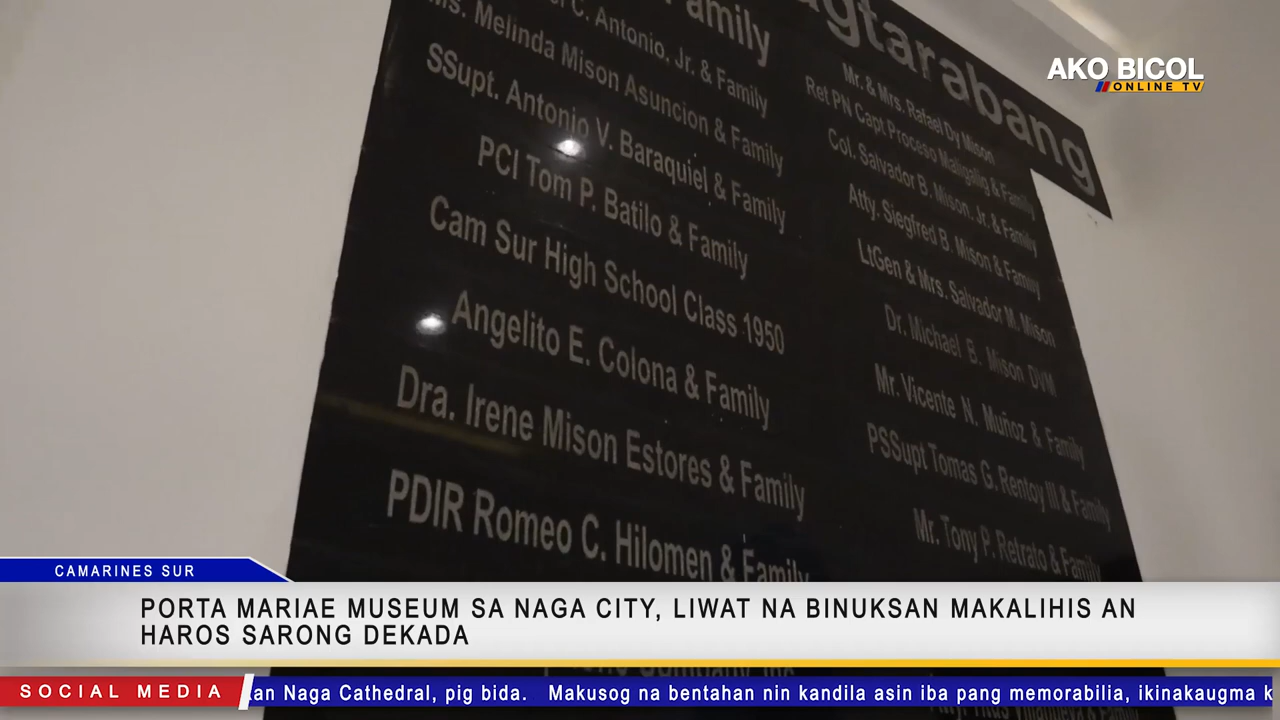 AKO BICOL
ONLINE TV
gtarabang
amily
C. Antonio, Jr. & Family
Ms. Melinda Mison Asuncion & Family
SSupt. Antonio V. Baraquiel & Family
PCI Tom P. Batilo & Family
Cam Sur High School Class 1950
Angelito E. Colona & Family
Dra. Irene Mison Estores & Family
PDIR Romeo C. Hilomen & Family
Mr. & Mrs. Rafael Dy Mison
Ret PN Capt Proceso Maligalig & Family
Col. Salvador B. Mison, Jr. & Family
Atty. Siegfred B. Mison & Family
LtGen & Mrs. Salvador M. Mison
Dr. Michael B. Mison DVM
Mr. Vicente N. Muñoz & Family
PSSupt Tomas G. Rentoy III & Family
Mr. Tony P. Retrato & Family
CAMARINES SUR
PORTA MARIAE MUSEUM SA NAGA CITY, LIWAT NA BINUKSAN MAKALIHIS AN
HAROS SARONG DEKADA
SOCIAL MEDIA
an Naga Cathedral, pig bida. Makusog na bentahan nin kandila asin iba pang memorabilia, ikinakaugma k